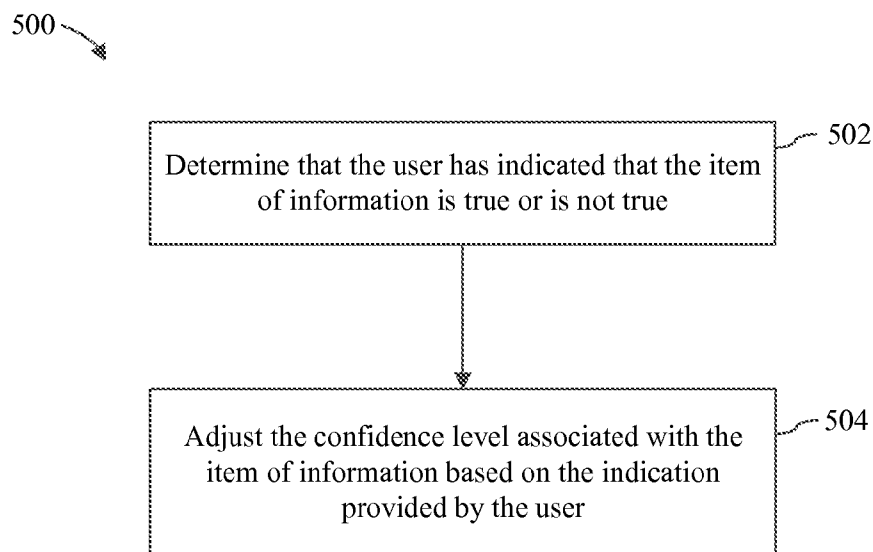 500
502
Determine that the user has indicated that the item
of information is true or is not true
504
Adjust the confidence level associated with the
item of information based on the indication
provided by the user